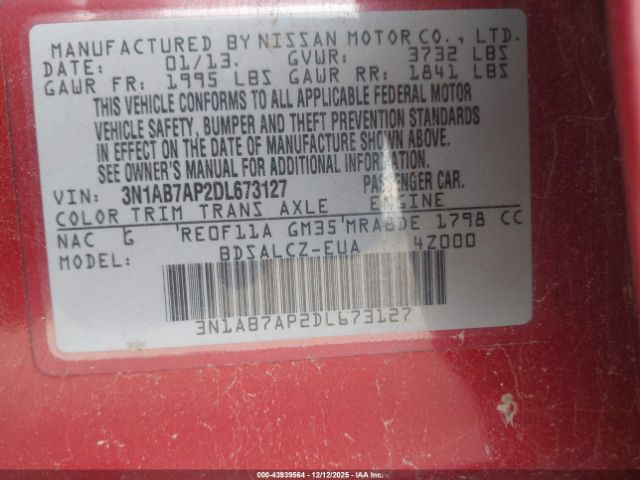 MANUFACTURED BY NISSAN MOTOR CO., LTD.
DATE: 01/13. GVWR: 3732 LBS
GAWR FR: 1995 LBS GAWR RR: 1841 LBS
THIS VEHICLE CONFORMS TO ALL APPLICABLE FEDERAL MOTOR
VEHICLE SAFETY, BUMPER AND THEFT PREVENTION STANDARDS
IN EFFECT ON THE DATE OF MANUFACTURE SHOWN ABOVE.
SEE OWNER'S MANUAL FOR ADDITIONAL INFORMATION.
VIN: 3N1AB7AP2DL673127 PASSENGER CAR.
COLOR TRIM TRANS AXLE ENGINE
NAC G RE0F11A GM35 MRA8DE 1798 CC
MODEL: BDSALCZ-EUA 4Z000
3N1AB7AP2DL673127
000-43939564 | 12/12/2025 | IAAI.COM